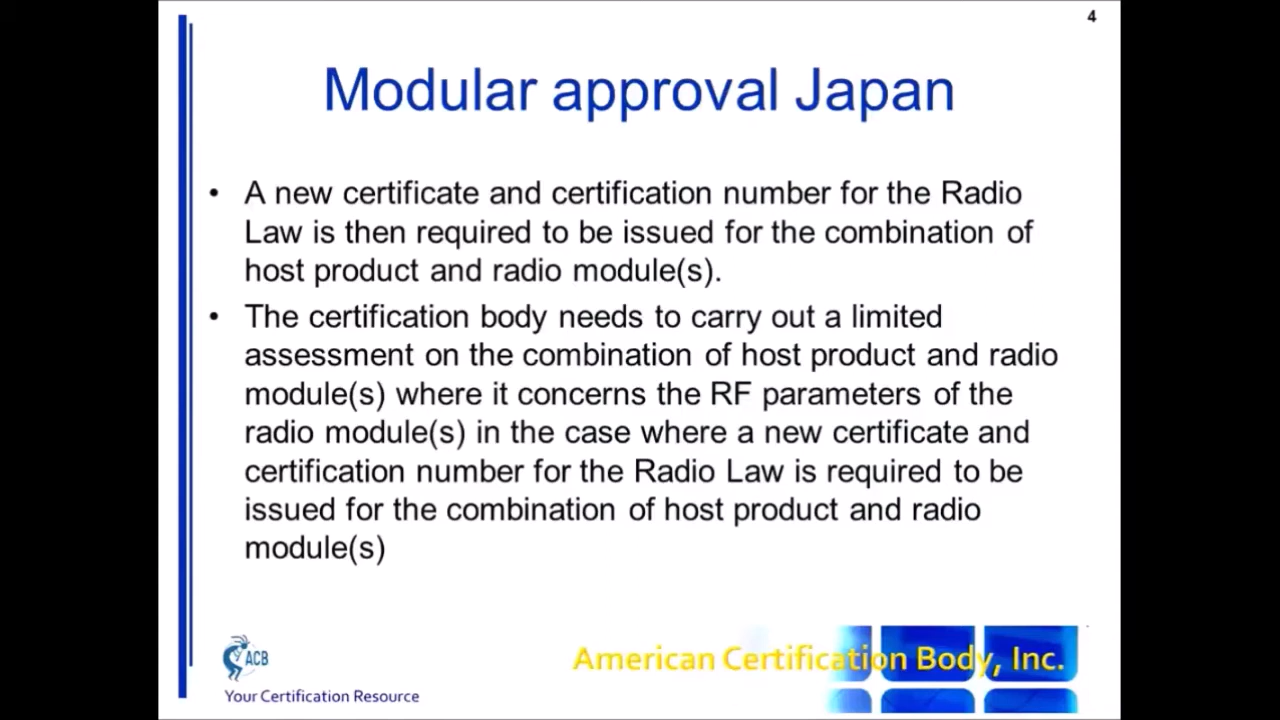 4
Modular approval Japan
• A new certificate and certification number for the Radio
Law is then required to be issued for the combination of
host product and radio module(s).
• The certification body needs to carry out a limited
assessment on the combination of host product and radio
module(s) where it concerns the RF parameters of the
radio module(s) in the case where a new certificate and
certification number for the Radio Law is required to be
issued for the combination of host product and radio
module(s)
ACB
American Certification Body, Inc.
Your Certification Resource